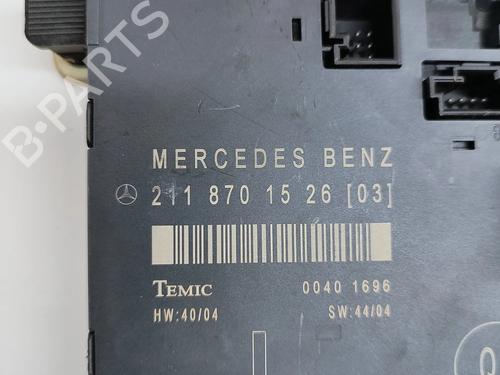 B-PARTS
MERCEDES BENZ
211 870 15 26 [03]
TEMIC 0040 1696
HW:40/04 SW:44/04
Q